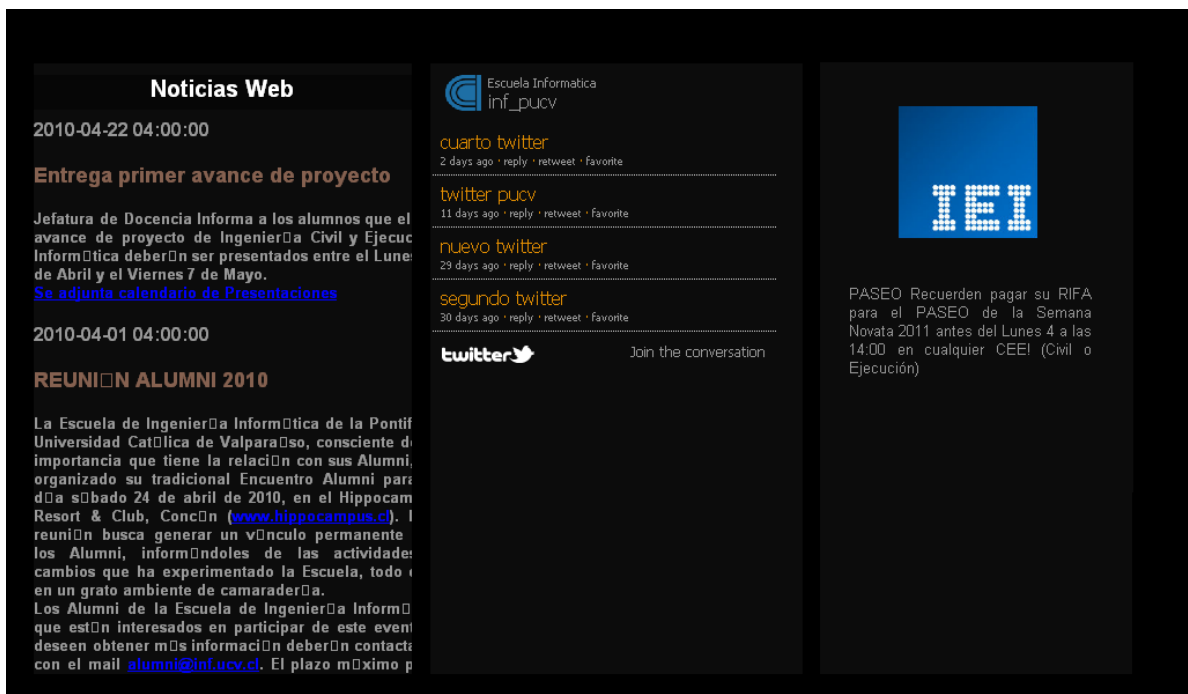 Noticias Web
2010-04-22 04:00:00
Entrega primer avance de proyecto
Jefatura de Docencia Informa a los alumnos que el
avance de proyecto de Ingenier□a Civil y Ejecuc
Inform□tica deber□n ser presentados entre el Lune
de Abril y el Viernes 7 de Mayo.
Se adjunta calendario de Presentaciones
2010-04-01 04:00:00
REUNI□N ALUMNI 2010
La Escuela de Ingenier□a Inform□tica de la Pontif
Universidad Cat□lica de Valpara□so, consciente d
importancia que tiene la relaci□n con sus Alumni,
organizado su tradicional Encuentro Alumni para
d□a s□bado 24 de abril de 2010, en el Hippocam
Resort & Club, Conc□n (www.hippocampus.cl).
reuni□n busca generar un v□nculo permanente
los Alumni, inform□ndoles de las actividades
cambios que ha experimentado la Escuela, todo
en un grato ambiente de camarader□a.
Los Alumni de la Escuela de Ingenier□a Inform□
que est□n interesados en participar de este event
deseen obtener m□s informaci□n deber□n contacta
con el mail alumni@inf.ucv.cl. El plazo m□ximo p
Escuela Informatica
inf_pucv
cuarto twitter
2 days ago · reply · retweet · favorite
twitter pucv
11 days ago · reply · retweet · favorite
nuevo twitter
29 days ago · reply · retweet · favorite
segundo twitter
30 days ago · reply · retweet · favorite
twitter Join the conversation
IEI
PASEO Recuerden pagar su RIFA
para el PASEO de la Semana
Novata 2011 antes del Lunes 4 a las
14:00 en cualquier CEE! (Civil o
Ejecución)